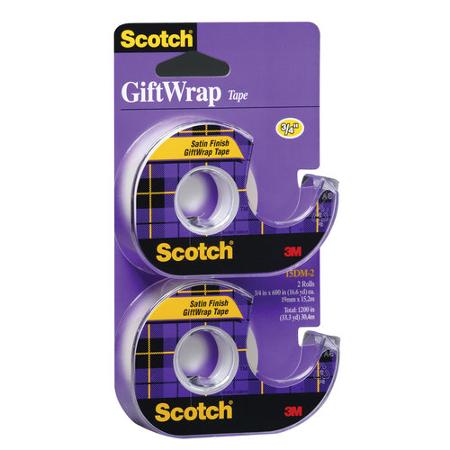 Scotch
GiftWrap Tape
3/4"
Satin Finish
GiftWrap Tape
Scotch
3M
15DM-2
2 Rolls
3/4 in x 600 in (16.6 yd) ea.
19mm x 15,2m
Total: 1200 in
(33.3 yd) 30,4m
Satin Finish
GiftWrap Tape
Scotch
3M